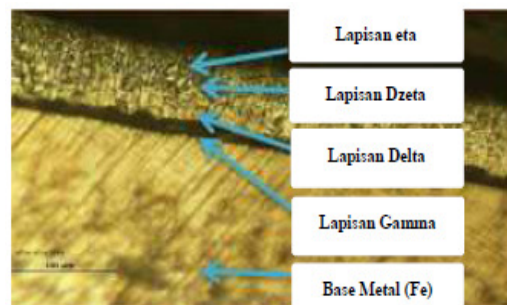 Lapisan eta
Lapisan Dzeta
Lapisan Delta
Lapisan Gamma
Base Metal (Fe)